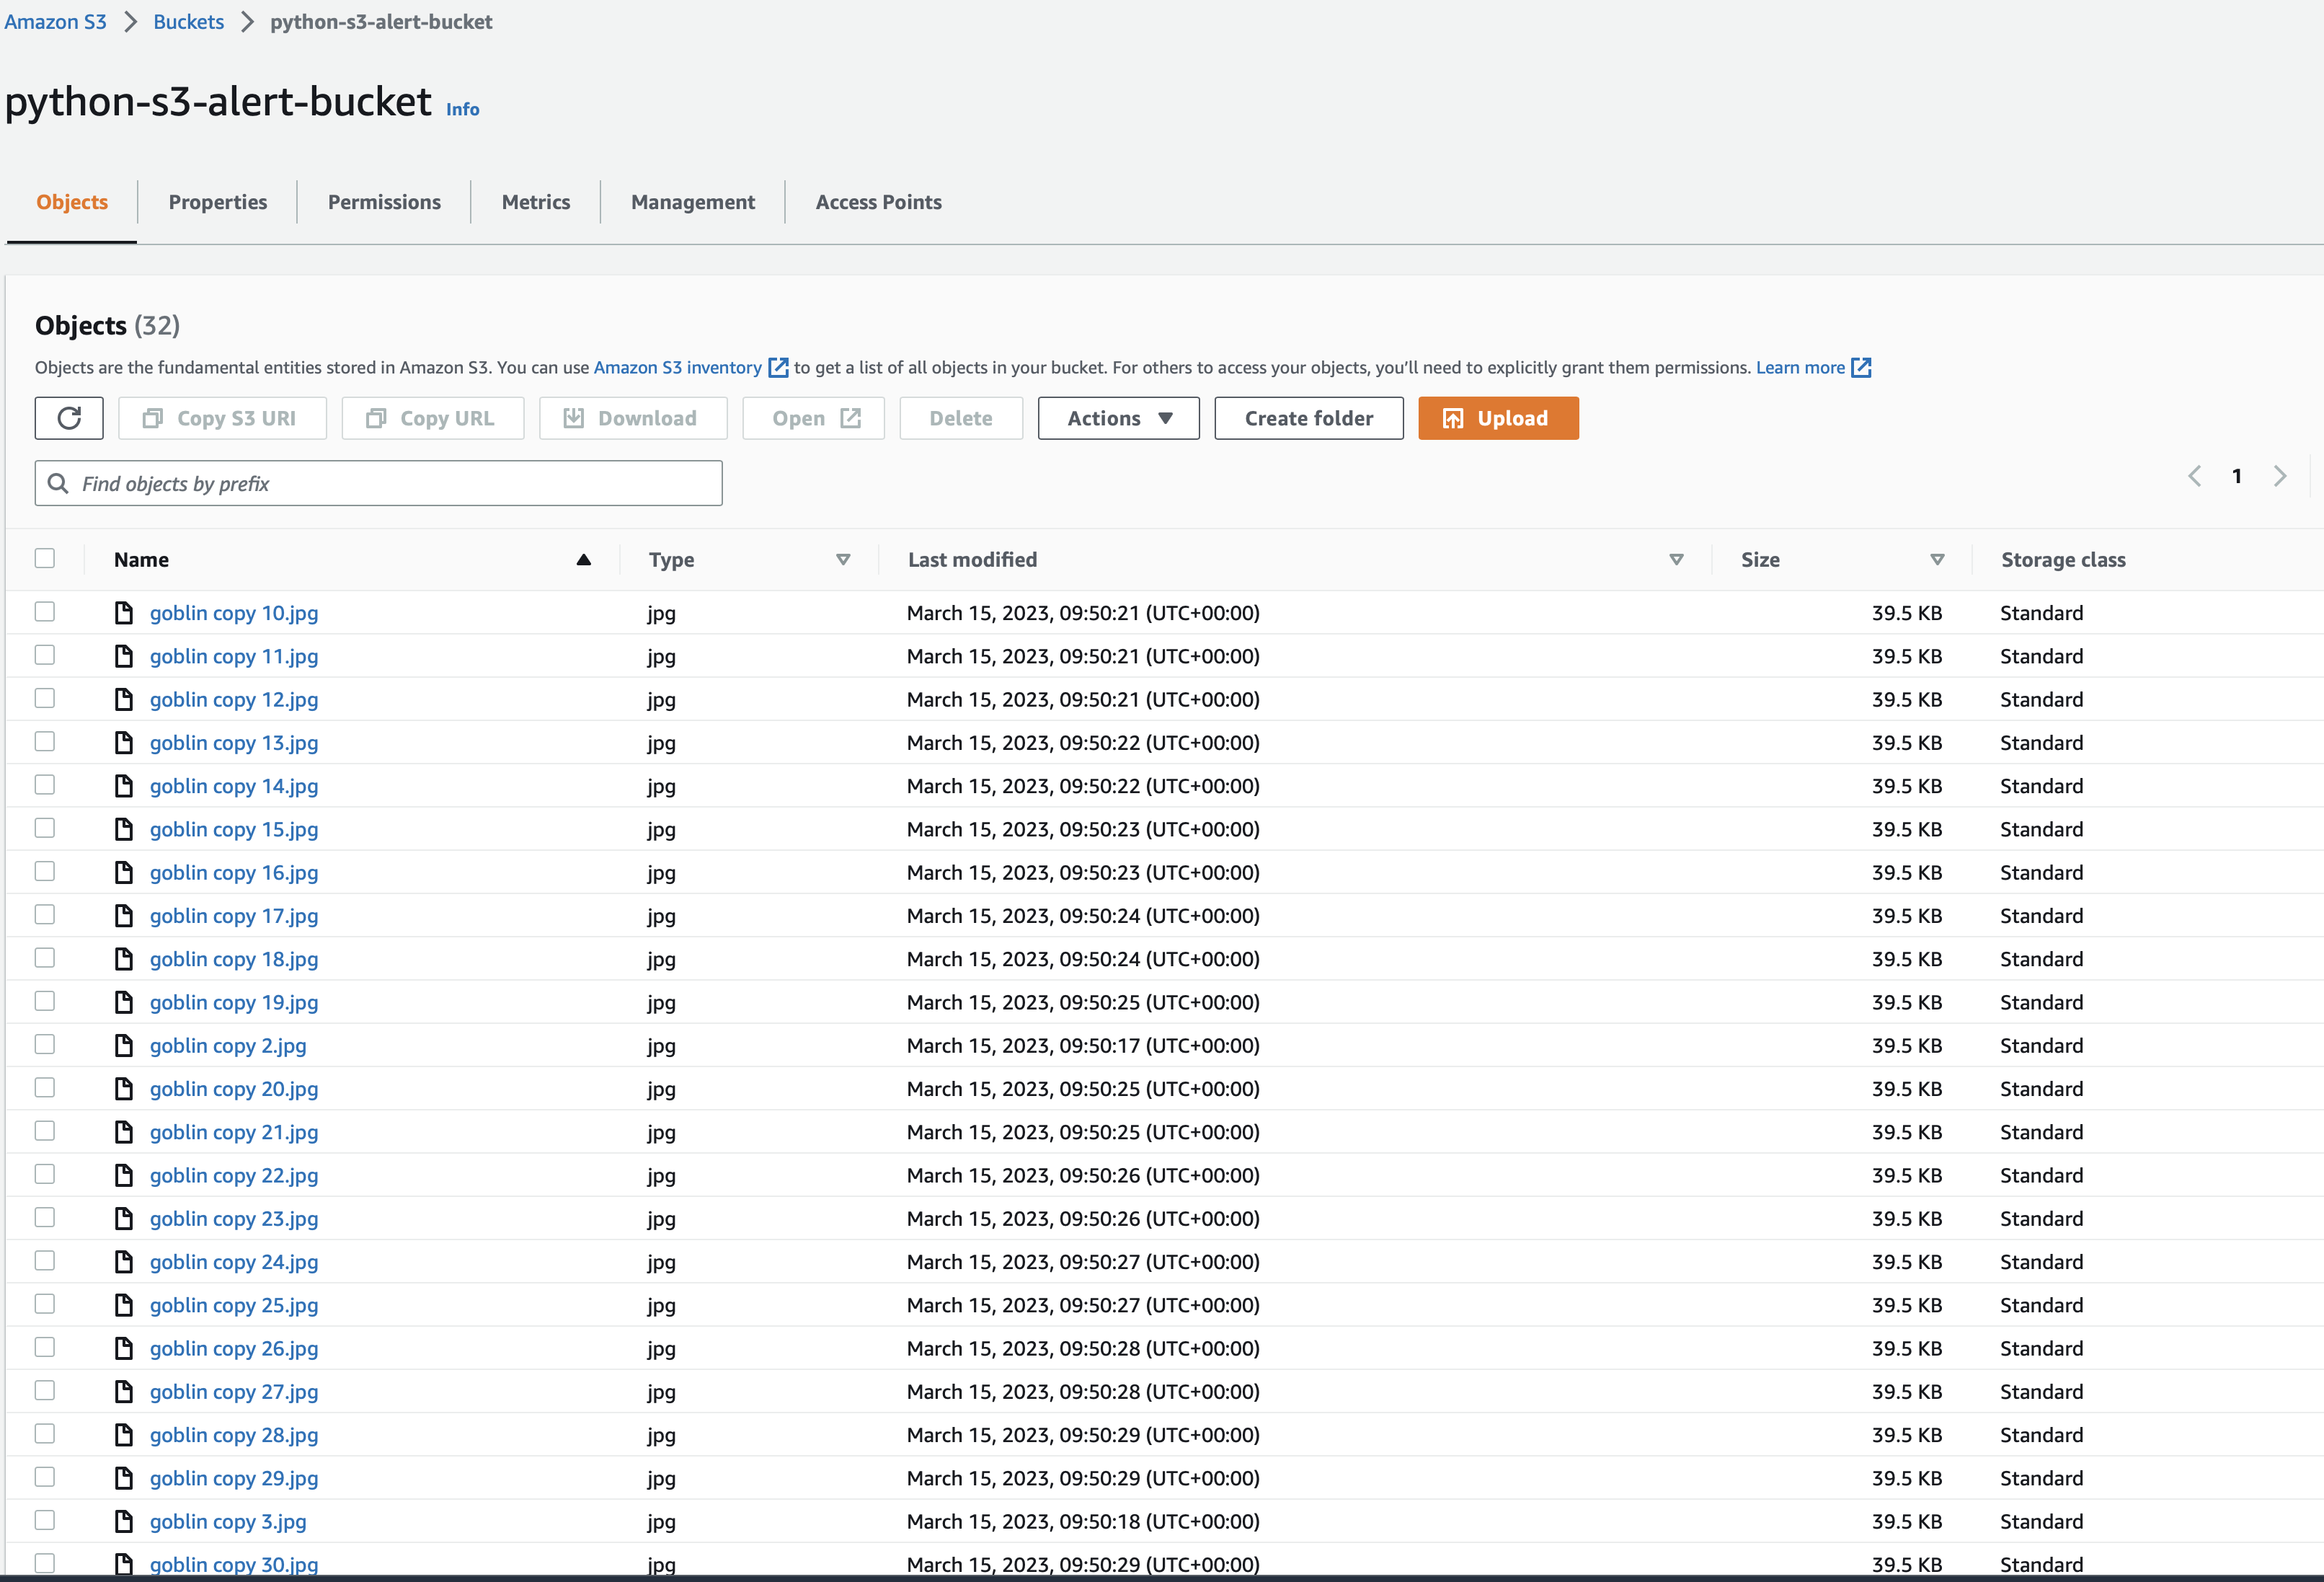 Amazon S3 > Buckets > python-s3-alert-bucket
python-s3-alert-bucket Info
Objects Properties Permissions Metrics Management Access Points
Objects (32)
Objects are the fundamental entities stored in Amazon S3. You can use Amazon S3 inventory to get a list of all objects in your bucket. For others to access your objects, you’ll need to explicitly grant them permissions. Learn more
Copy S3 URI Copy URL Download Open Delete Actions Create folder Upload
Find objects by prefix 1
Name Type Last modified Size Storage class
goblin copy 10.jpg jpg March 15, 2023, 09:50:21 (UTC+00:00) 39.5 KB Standard
goblin copy 11.jpg jpg March 15, 2023, 09:50:21 (UTC+00:00) 39.5 KB Standard
goblin copy 12.jpg jpg March 15, 2023, 09:50:21 (UTC+00:00) 39.5 KB Standard
goblin copy 13.jpg jpg March 15, 2023, 09:50:22 (UTC+00:00) 39.5 KB Standard
goblin copy 14.jpg jpg March 15, 2023, 09:50:22 (UTC+00:00) 39.5 KB Standard
goblin copy 15.jpg jpg March 15, 2023, 09:50:23 (UTC+00:00) 39.5 KB Standard
goblin copy 16.jpg jpg March 15, 2023, 09:50:23 (UTC+00:00) 39.5 KB Standard
goblin copy 17.jpg jpg March 15, 2023, 09:50:24 (UTC+00:00) 39.5 KB Standard
goblin copy 18.jpg jpg March 15, 2023, 09:50:24 (UTC+00:00) 39.5 KB Standard
goblin copy 19.jpg jpg March 15, 2023, 09:50:25 (UTC+00:00) 39.5 KB Standard
goblin copy 2.jpg jpg March 15, 2023, 09:50:17 (UTC+00:00) 39.5 KB Standard
goblin copy 20.jpg jpg March 15, 2023, 09:50:25 (UTC+00:00) 39.5 KB Standard
goblin copy 21.jpg jpg March 15, 2023, 09:50:25 (UTC+00:00) 39.5 KB Standard
goblin copy 22.jpg jpg March 15, 2023, 09:50:26 (UTC+00:00) 39.5 KB Standard
goblin copy 23.jpg jpg March 15, 2023, 09:50:26 (UTC+00:00) 39.5 KB Standard
goblin copy 24.jpg jpg March 15, 2023, 09:50:27 (UTC+00:00) 39.5 KB Standard
goblin copy 25.jpg jpg March 15, 2023, 09:50:27 (UTC+00:00) 39.5 KB Standard
goblin copy 26.jpg jpg March 15, 2023, 09:50:28 (UTC+00:00) 39.5 KB Standard
goblin copy 27.jpg jpg March 15, 2023, 09:50:28 (UTC+00:00) 39.5 KB Standard
goblin copy 28.jpg jpg March 15, 2023, 09:50:29 (UTC+00:00) 39.5 KB Standard
goblin copy 29.jpg jpg March 15, 2023, 09:50:29 (UTC+00:00) 39.5 KB Standard
goblin copy 3.jpg jpg March 15, 2023, 09:50:18 (UTC+00:00) 39.5 KB Standard
goblin copy 30.jpg jpg March 15, 2023, 09:50:29 (UTC+00:00) 39.5 KB Standard